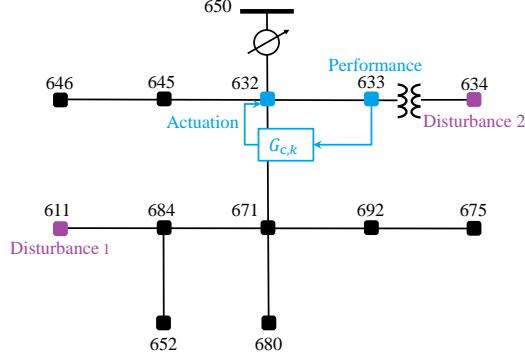 650
Performance
646
645
632
633
634
Actuation
Disturbance 2
G_{c,k}
611
684
671
692
675
Disturbance 1
652
680